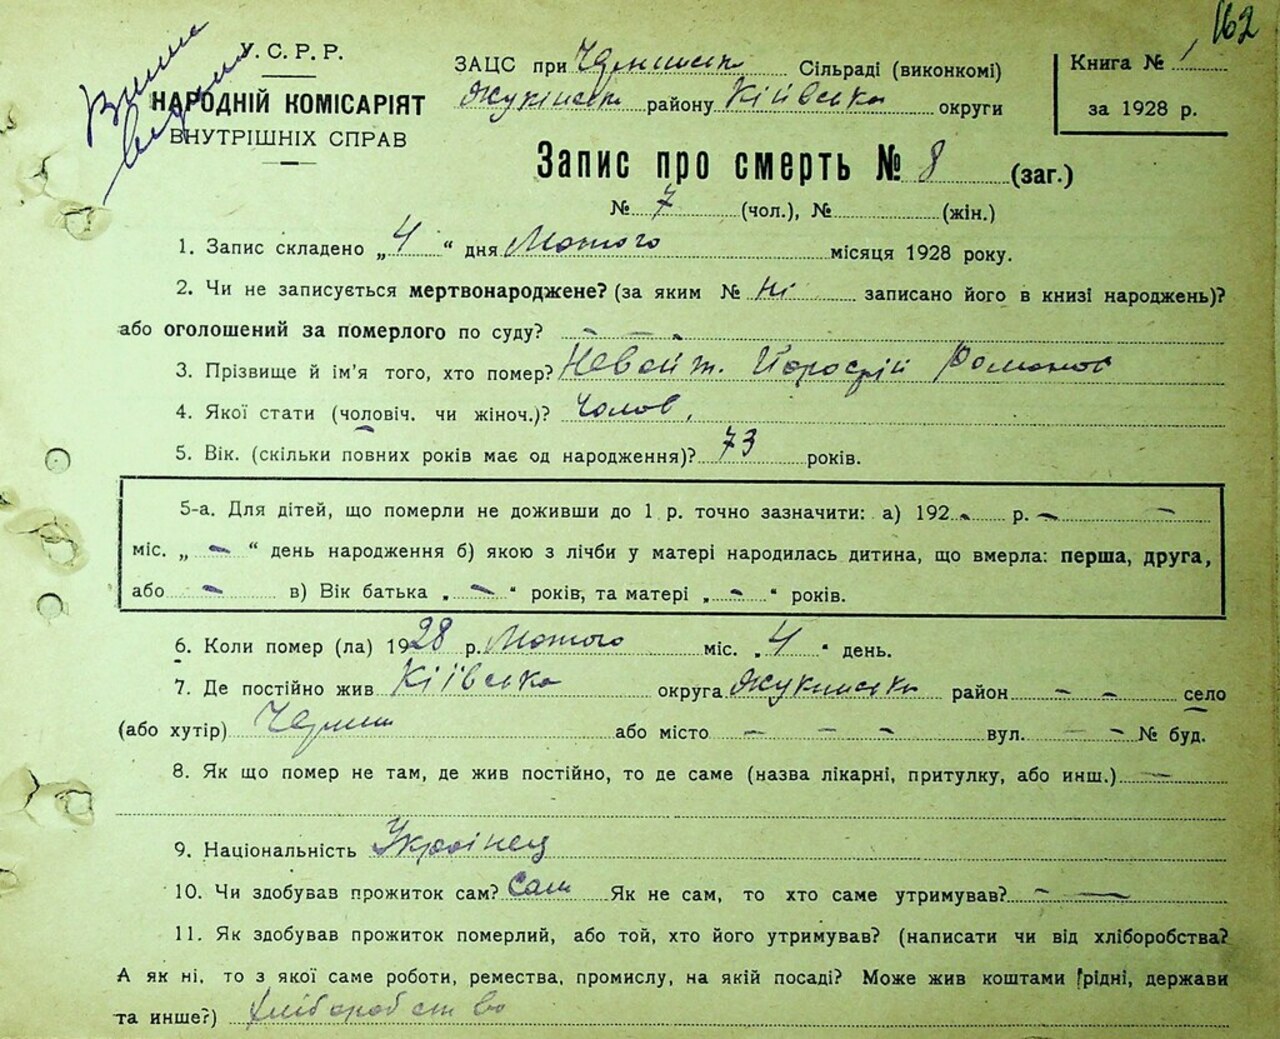 162
У.С.Р.Р.
НАРОДНІЙ КОМІСАРІЯТ
ВНУТРІШНІХ СПРАВ
ЗАЦС при Сільраді (виконкомі)
Жукінськ району Київська округи
Книга № 1
за 1928 р.
Запис про смерть № 8 (заг.)
№ 7 (чол.), № (жін.)
1. Запис складено „4“ дня Лютого місяця 1928 року.
2. Чи не записується мертвонароджене? (за яким № ні записано його в книзі народжень)?
або оголошений за померлого по суду? – – –
3. Прізвище й ім'я того, хто помер? Романов
4. Якої стати (чоловіч. чи жіноч.)? Чолов.
5. Вік. (скільки повних років має од народження)? 73 років.
5-а. Для дітей, що померли не доживши до 1 р. точно зазначити: а) 192 - р. - -
міс. „ - “ день народження б) якою з лічби у матері народилась дитина, що вмерла: перша, друга,
або - в) Вік батька „ - “ років, та матері „ - “ років.
6. Коли помер (ла) 1928 р. Лютого міс. „4“ день.
7. Де постійно жив Київська округа Жукинська район - - село
(або хутір) або місто - - - вул. - - № буд.
8. Як що помер не там, де жив постійно, то де саме (назва лікарні, притулку, або инш.) -
9. Національність Українец
10. Чи здобував прожиток сам? Сам Як не сам, то хто саме утримував? - -
11. Як здобував прожиток померлий, або той, хто його утримував? (написати чи від хліборобства?
А як ні, то з якої саме роботи, ремества, промислу, на якій посаді? Може жив коштами рідні, держави
та инше?) хліборобство